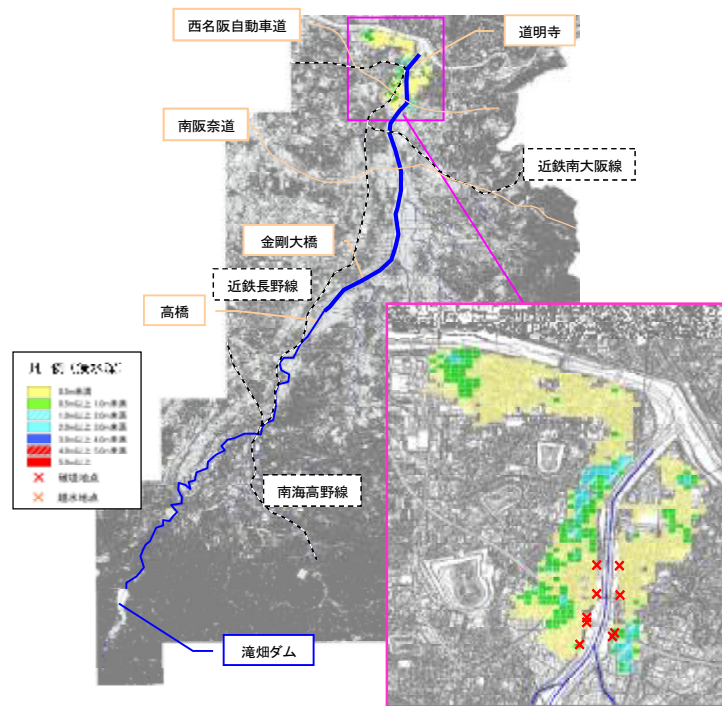 西名阪自動車道
道明寺
南阪奈道
近鉄南大阪線
金剛大橋
近鉄長野線
高橋
凡 例 (浸水深)
0.5m未満
0.5m以上 1.0m未満
1.0m以上 2.0m未満
2.0m以上 3.0m未満
3.0m以上 4.0m未満
4.0m以上 5.0m未満
5.0m以上
破堤地点
越水地点
南海高野線
滝畑ダム